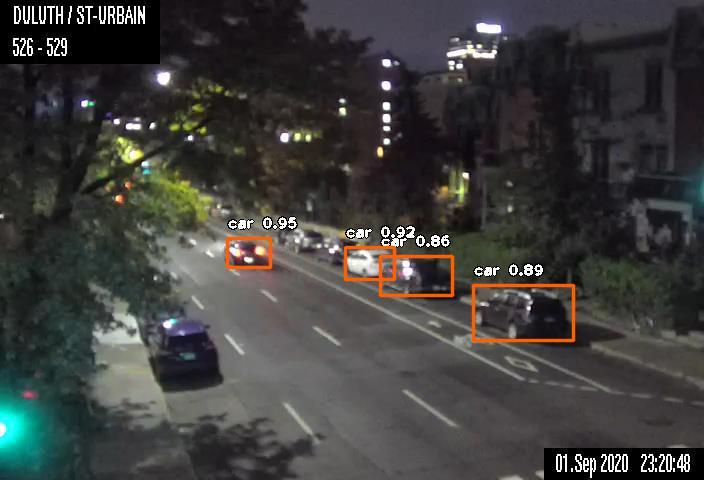 DULUTH / ST-URBAIN
526 - 529
car 0.95
car 0.92
car 0.86
car 0.89
01.Sep 2020 23:20:48